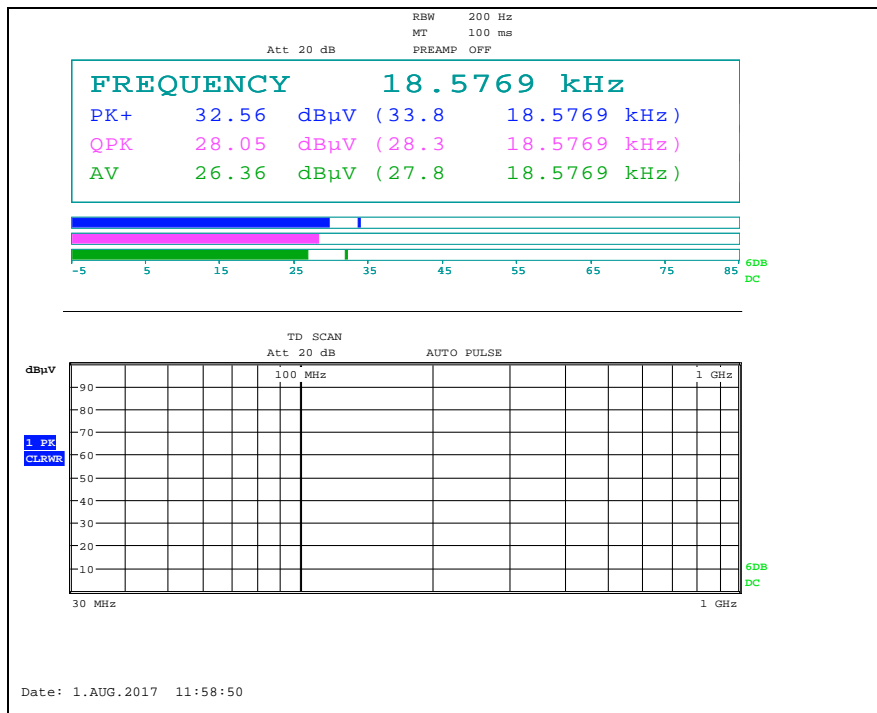 RBW 200 Hz
MT 100 ms
Att 20 dB PREAMP OFF
FREQUENCY 18.5769 kHz
PK+ 32.56 dBµV (33.8 18.5769 kHz)
QPK 28.05 dBµV (28.3 18.5769 kHz)
AV 26.36 dBµV (27.8 18.5769 kHz)
-5 5 15 25 35 45 55 65 75 85
6DB
DC
TD SCAN
Att 20 dB AUTO PULSE
dBµV
100 MHz 1 GHz
90
80
70
1 PK
60
CLRWR
50
40
30
20
10
6DB
DC
30 MHz 1 GHz
Date: 1.AUG.2017 11:58:50